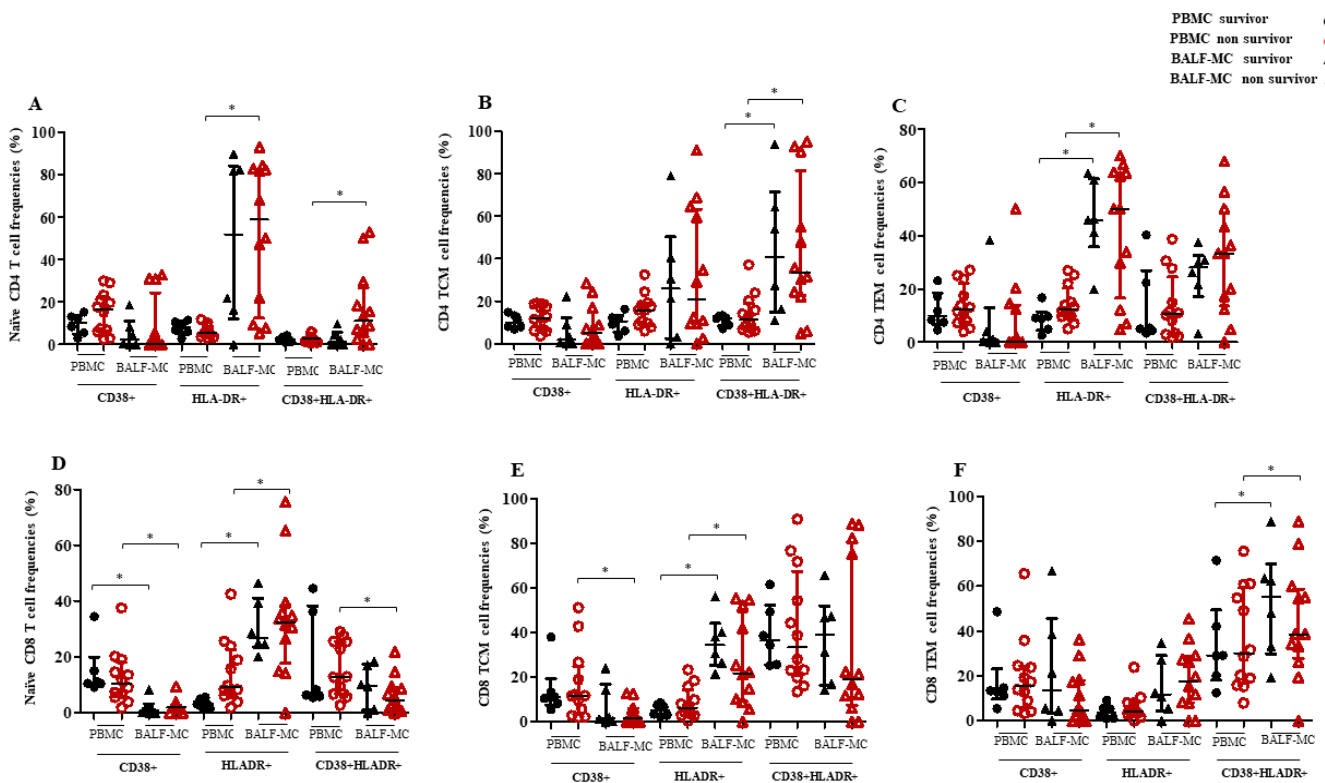 PBMC survivor
PBMC non survivor
BALF-MC survivor
BALF-MC non survivor
A
Naïve CD4 T cell frequencies (%)
100
80
60
40
20
0
*
*
PBMC BALF-MC PBMC BALF-MC PBMC BALF-MC
CD38+ HLA-DR+ CD38+HLA-DR+
B
CD4 TCM cell frequencies (%)
100
80
60
40
20
0
*
*
PBMC BALF-MC PBMC BALF-MC PBMC BALF-MC
CD38+ HLA-DR+ CD38+HLA-DR+
C
CD4 TEM cell frequencies (%)
80
60
40
20
0
*
*
PBMC BALF-MC PBMC BALF-MC PBMC BALF-MC
CD38+ HLA-DR+ CD38+HLA-DR+
D
Naïve CD8 T cell frequencies (%)
80
60
40
20
0
*
*
*
*
*
PBMC BALF-MC PBMC BALF-MC PBMC BALF-MC
CD38+ HLADR+ CD38+HLADR+
E
CD8 TCM cell frequencies (%)
100
80
60
40
20
0
*
*
*
PBMC BALF-MC PBMC BALF-MC PBMC BALF-MC
CD38+ HLADR+ CD38+HLADR+
F
CD8 TEM cell frequencies (%)
100
80
60
40
20
0
*
*
PBMC BALF-MC PBMC BALF-MC PBMC BALF-MC
CD38+ HLADR+ CD38+HLADR+